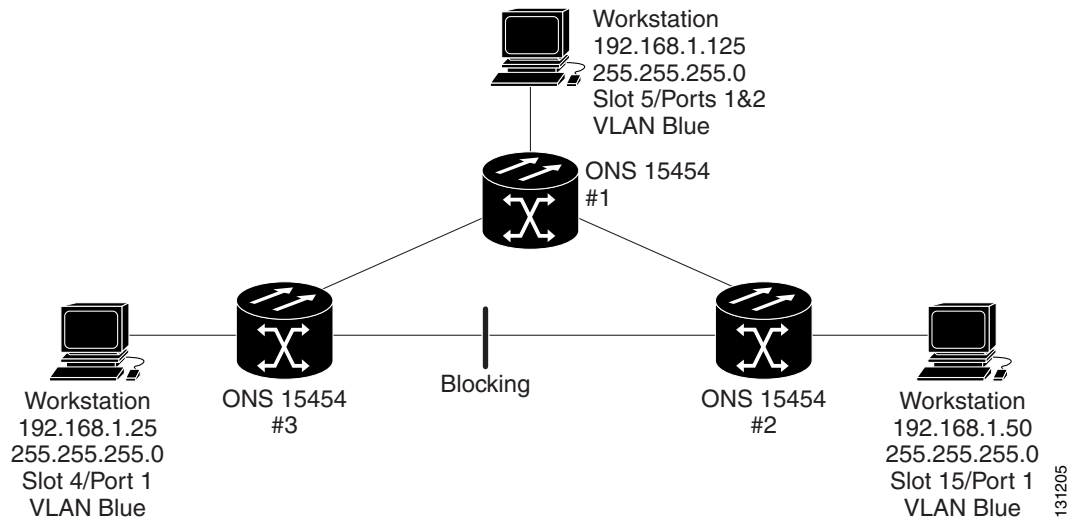 Workstation
192.168.1.125
255.255.255.0
Slot 5/Ports 1&2
VLAN Blue
ONS 15454
#1
Blocking
ONS 15454
#3
ONS 15454
#2
Workstation
192.168.1.25
255.255.255.0
Slot 4/Port 1
VLAN Blue
Workstation
192.168.1.50
255.255.255.0
Slot 15/Port 1
VLAN Blue
131205